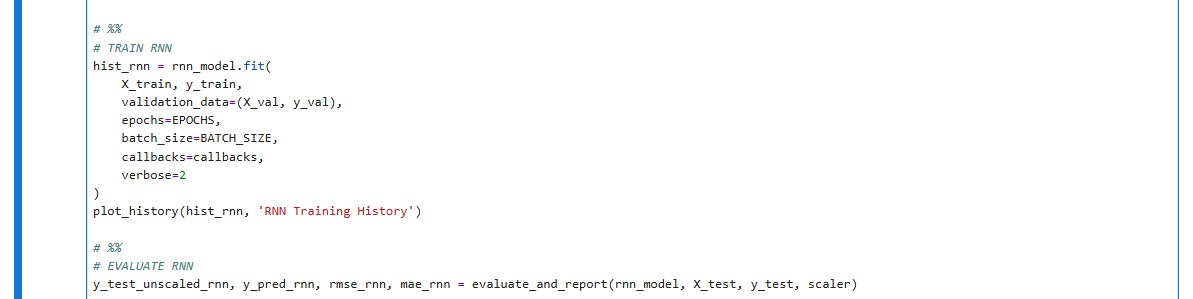 # %%
# TRAIN RNN
hist_rnn = rnn_model.fit(
    X_train, y_train,
    validation_data=(X_val, y_val),
    epochs=EPOCHS,
    batch_size=BATCH_SIZE,
    callbacks=callbacks,
    verbose=2
)
plot_history(hist_rnn, 'RNN Training History')
# %%
# EVALUATE RNN
y_test_unscaled_rnn, y_pred_rnn, rmse_rnn, mae_rnn = evaluate_and_report(rnn_model, X_test, y_test, scaler)